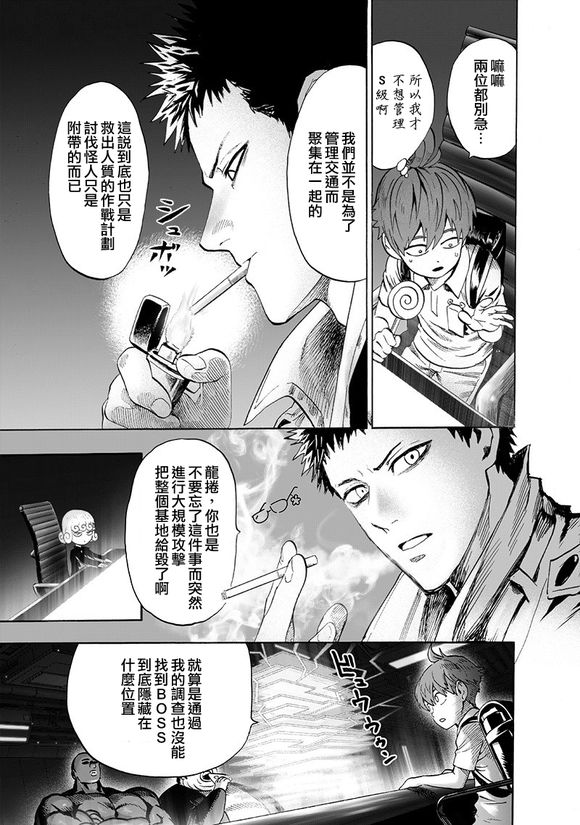 嘛嘛
兩位都別急…
所以我才
不想管理
S級啊
我們並不是為了
管理交通而
聚集在一起的
這說到底也只是
救出人質的作戰計劃
討伐怪人只是
附帶的而已
シュボッ
龍捲，你也是
不要忘了這件事而突然
進行大規模攻擊
把整個基地給毀了啊
就算是通過
我的調查也沒能
找到BOSS
到底隱藏在
什麼位置